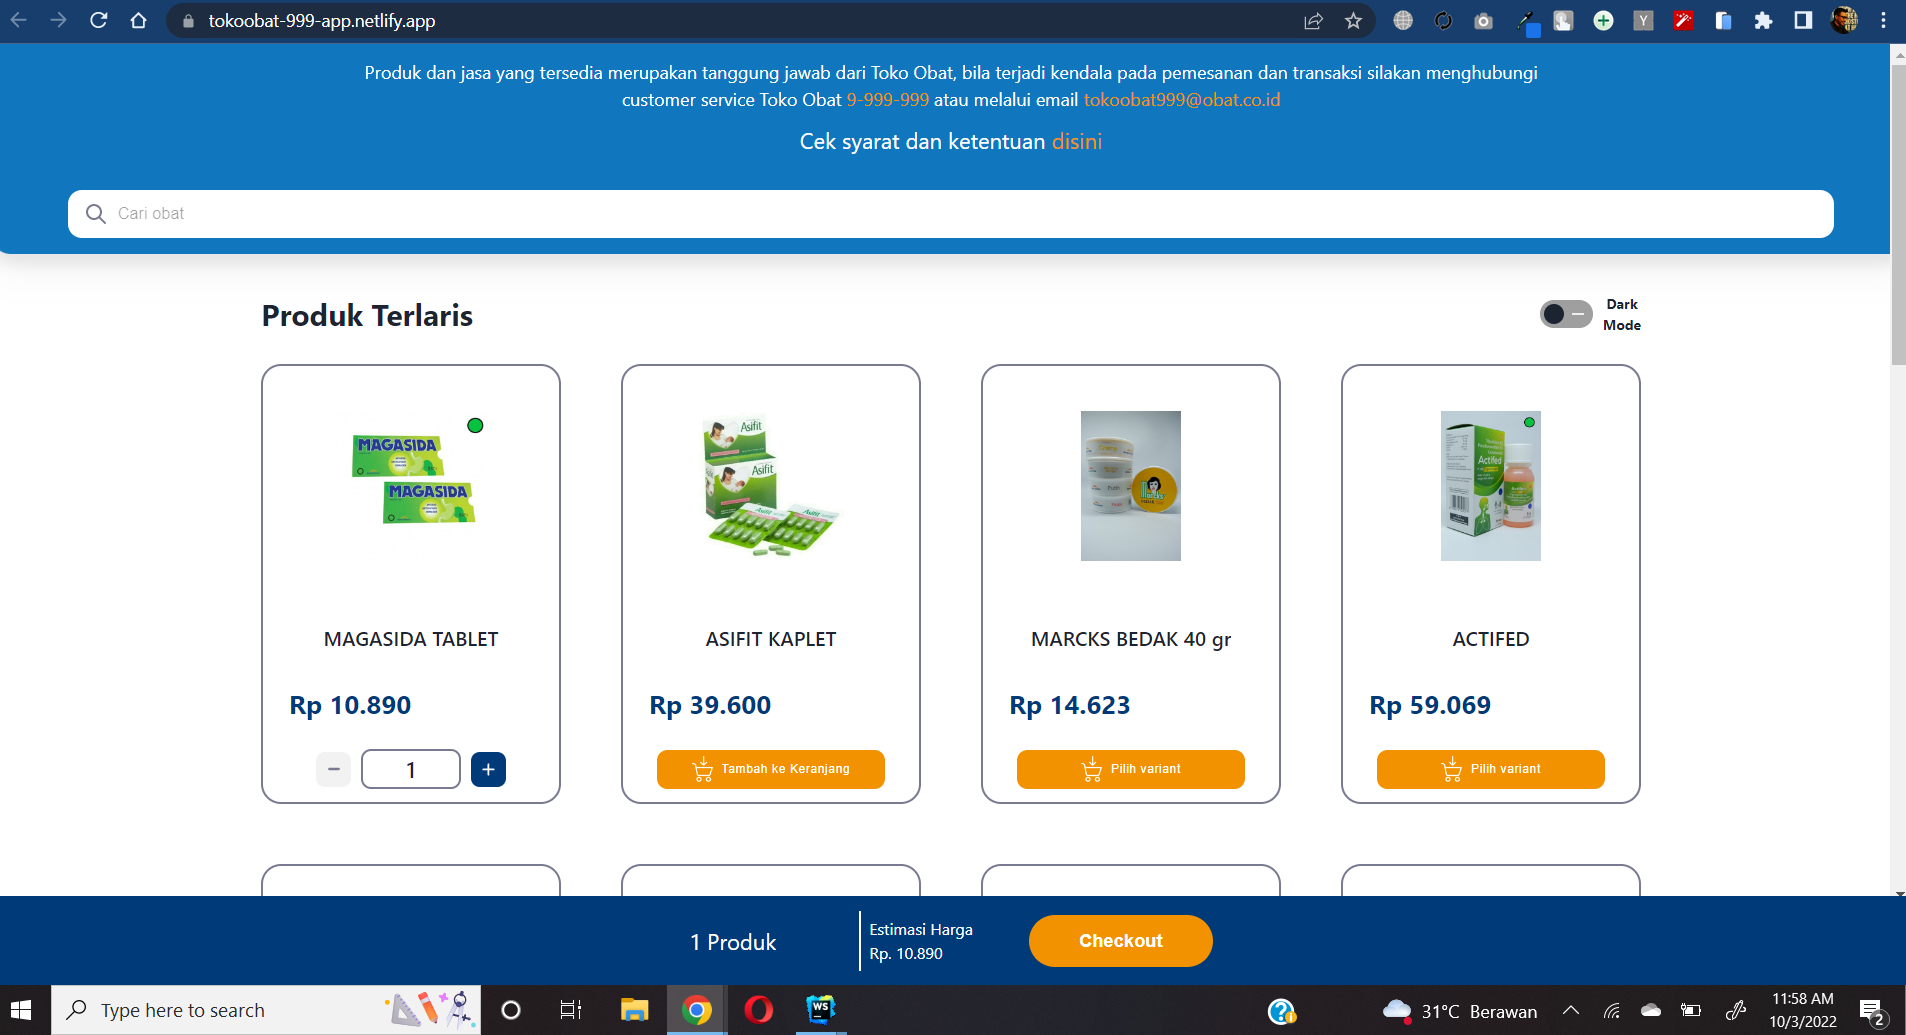 tokoobat-999-app.netlify.app
Produk dan jasa yang tersedia merupakan tanggung jawab dari Toko Obat, bila terjadi kendala pada pemesanan dan transaksi silakan menghubungi
customer service Toko Obat 9-999-999 atau melalui email tokoobat999@obat.co.id
Cek syarat dan ketentuan disini
Cari obat
Produk Terlaris
Dark
Mode
MAGASIDA
MAGASIDA
Asifit
Asifit
Marcks
Actifed
MAGASIDA TABLET
ASIFIT KAPLET
MARCKS BEDAK 40 gr
ACTIFED
Rp 10.890
Rp 39.600
Rp 14.623
Rp 59.069
1
Tambah ke Keranjang
Pilih variant
Pilih variant
1 Produk
Estimasi Harga
Rp. 10.890
Checkout
Type here to search
WS
31°C Berawan
11:58 AM
10/3/2022
2